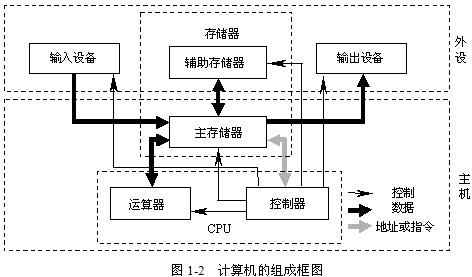 存储器
外设
输入设备
辅助存储器
输出设备
主存储器
主机
运算器
控制器
CPU
控制
数据
地址或指令
图 1-2 计算机的组成框图